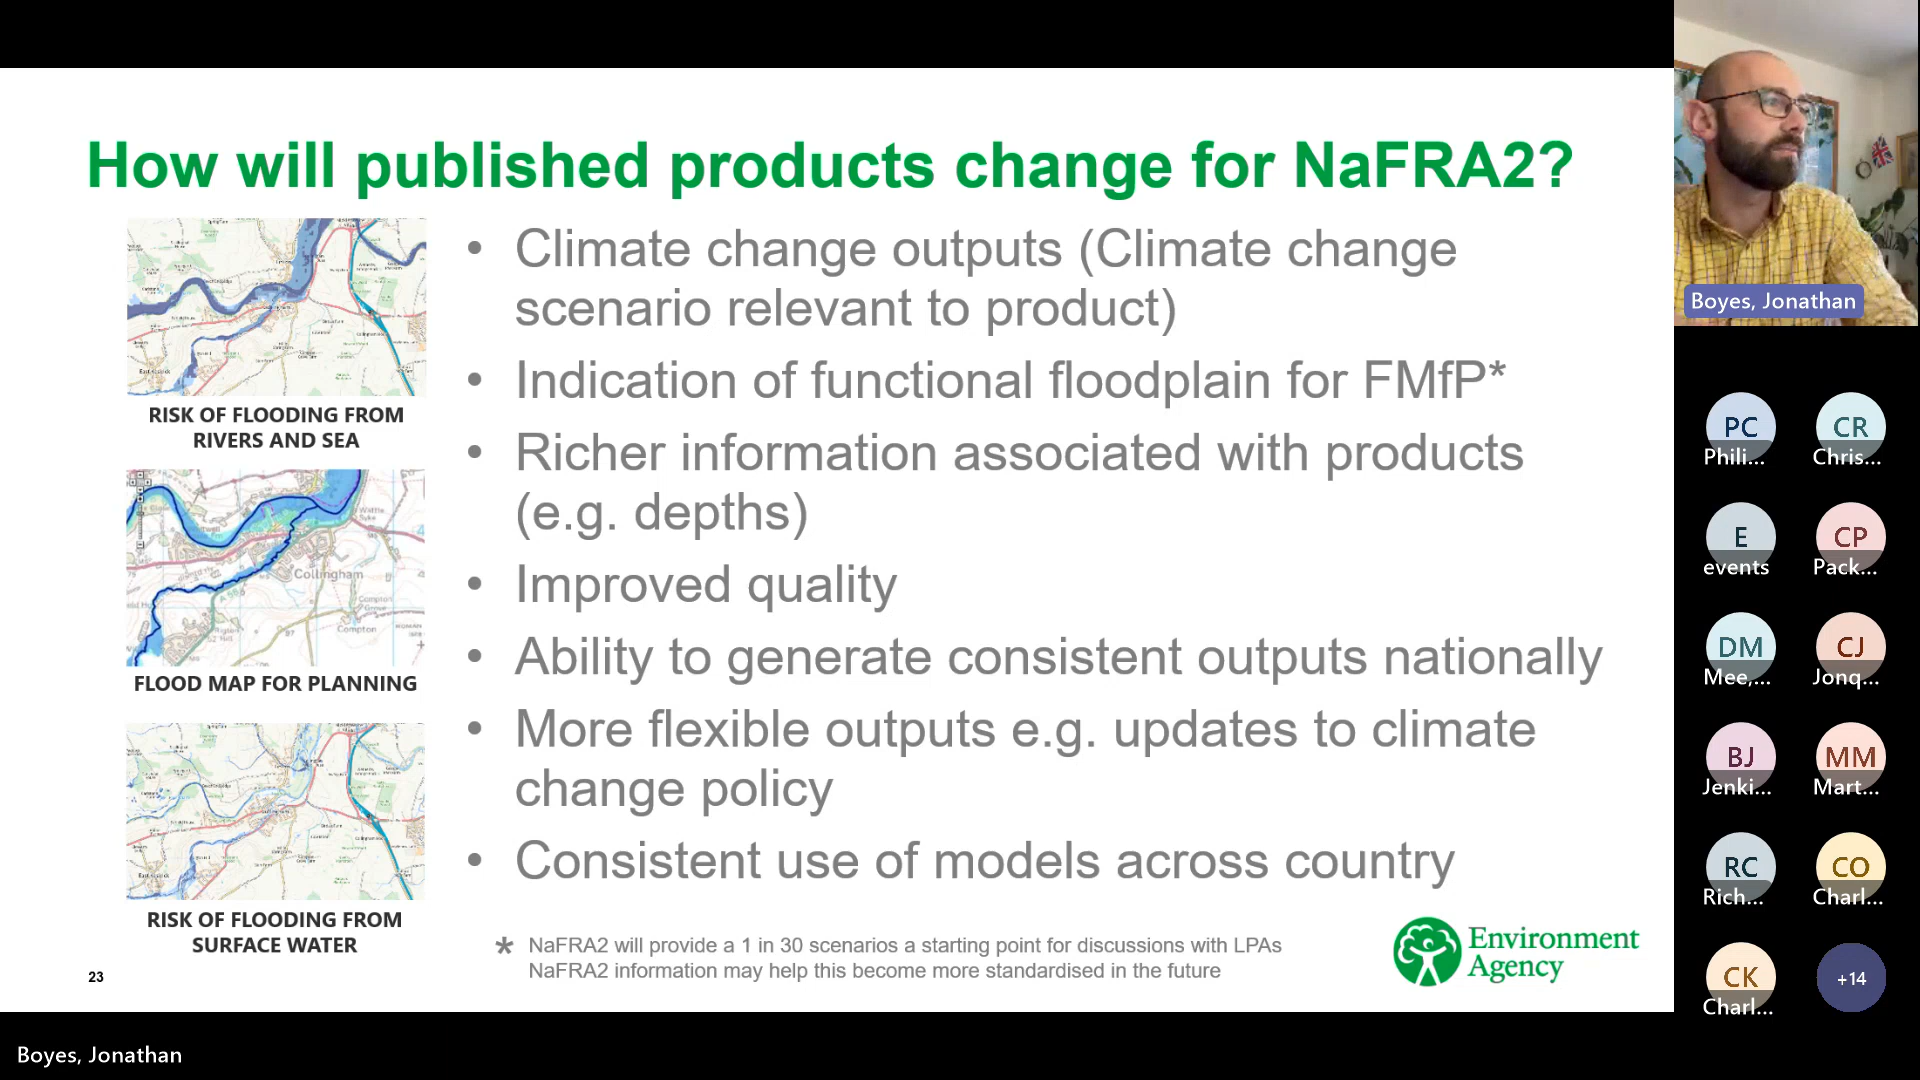 How will published products change for NaFRA2?
• Climate change outputs (Climate change
scenario relevant to product)
• Indication of functional floodplain for FMfP*
• Richer information associated with products
(e.g. depths)
• Improved quality
• Ability to generate consistent outputs nationally
• More flexible outputs e.g. updates to climate
change policy
• Consistent use of models across country
RISK OF FLOODING FROM
RIVERS AND SEA
Collingham
Compton
FLOOD MAP FOR PLANNING
RISK OF FLOODING FROM
SURFACE WATER
* NaFRA2 will provide a 1 in 30 scenarios a starting point for discussions with LPAs
NaFRA2 information may help this become more standardised in the future
Environment
Agency
23
Boyes, Jonathan
PC
Phili...
CR
Chris...
E
events
CP
Pack...
DM
Mee,...
CJ
Jonq...
BJ
Jenki...
MM
Mart...
RC
Rich...
CO
Charl...
CK
Charl...
+14
Boyes, Jonathan